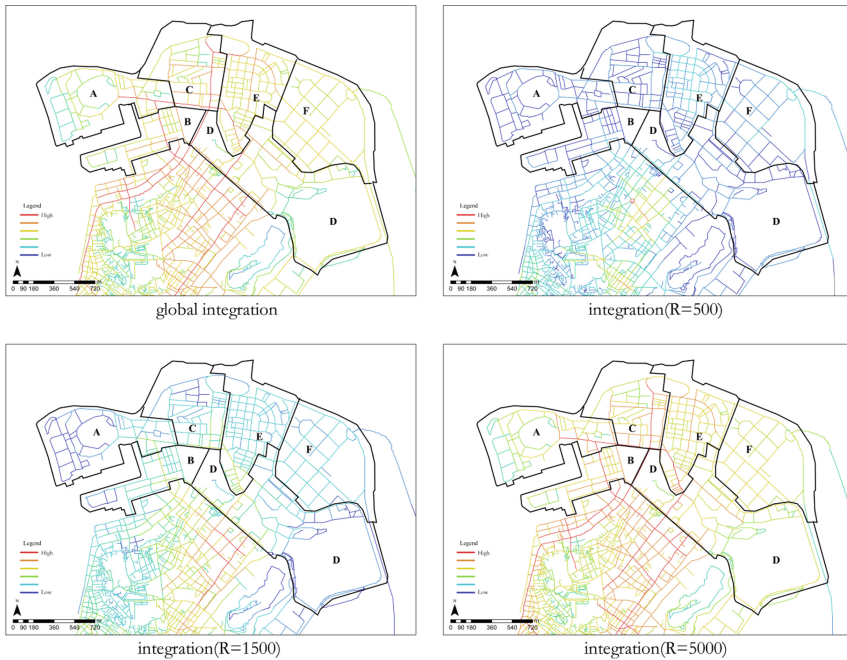 A
C
E
F
B
D
D
Legend
High
Low
N
0 90 180 360 540 720
global integration
A
C
E
F
B
D
D
Legend
High
Low
N
0 90 180 360 540 720
integration(R=500)
A
C
E
F
B
D
D
Legend
High
Low
N
0 90 180 360 540 720
integration(R=1500)
A
C
E
F
B
D
D
Legend
High
Low
N
0 90 180 360 540 720
integration(R=5000)